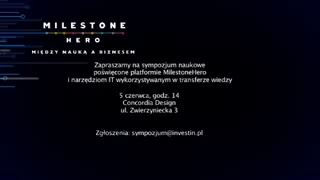 MILESTONE
HERO
MIĘDZY NAUKĄ A BIZNESEM
Zapraszamy na sympozjum naukowe
poświęcone platformie MilestoneHero
i narzędziom IT wykorzystywanym w transferze wiedzy
5 czerwca, godz. 14
Concordia Design
ul. Zwierzyniecka 3
Zgłoszenia: sympozjum@investin.pl